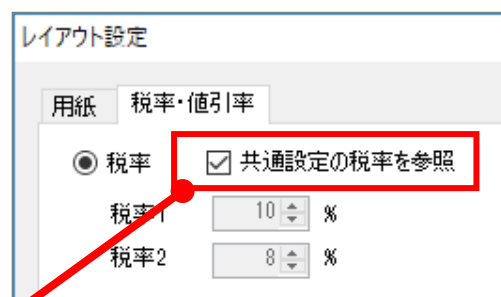 レイアウト設定
用紙 税率・値引率
税率 共通設定の税率を参照
税率1 10 %
税率2 8 %